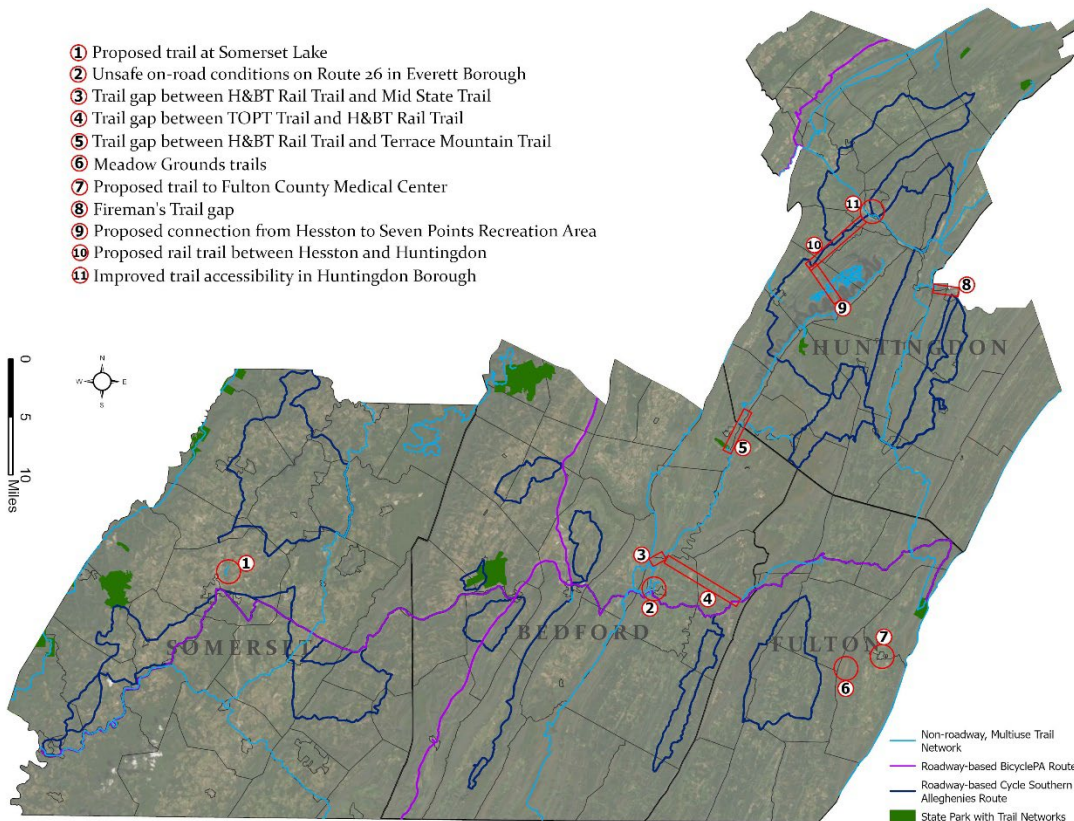 ① Proposed trail at Somerset Lake
② Unsafe on-road conditions on Route 26 in Everett Borough
③ Trail gap between H&BT Rail Trail and Mid State Trail
④ Trail gap between TOPT Trail and H&BT Rail Trail
⑤ Trail gap between H&BT Rail Trail and Terrace Mountain Trail
⑥ Meadow Grounds trails
⑦ Proposed trail to Fulton County Medical Center
⑧ Fireman's Trail gap
⑨ Proposed connection from Hesston to Seven Points Recreation Area
⑩ Proposed rail trail between Hesston and Huntingdon
⑪ Improved trail accessibility in Huntingdon Borough
11
10
8
9
HUNTINGDON
N
W E
S
0
5
10
Miles
5
3
1
4
2
BEDFORD
SOMERSET
FULTON
7
6
Non-roadway, Multiuse Trail
Network
Roadway-based BicyclePA Route
Roadway-based Cycle Southern
Alleghenies Route
State Park with Trail Networks